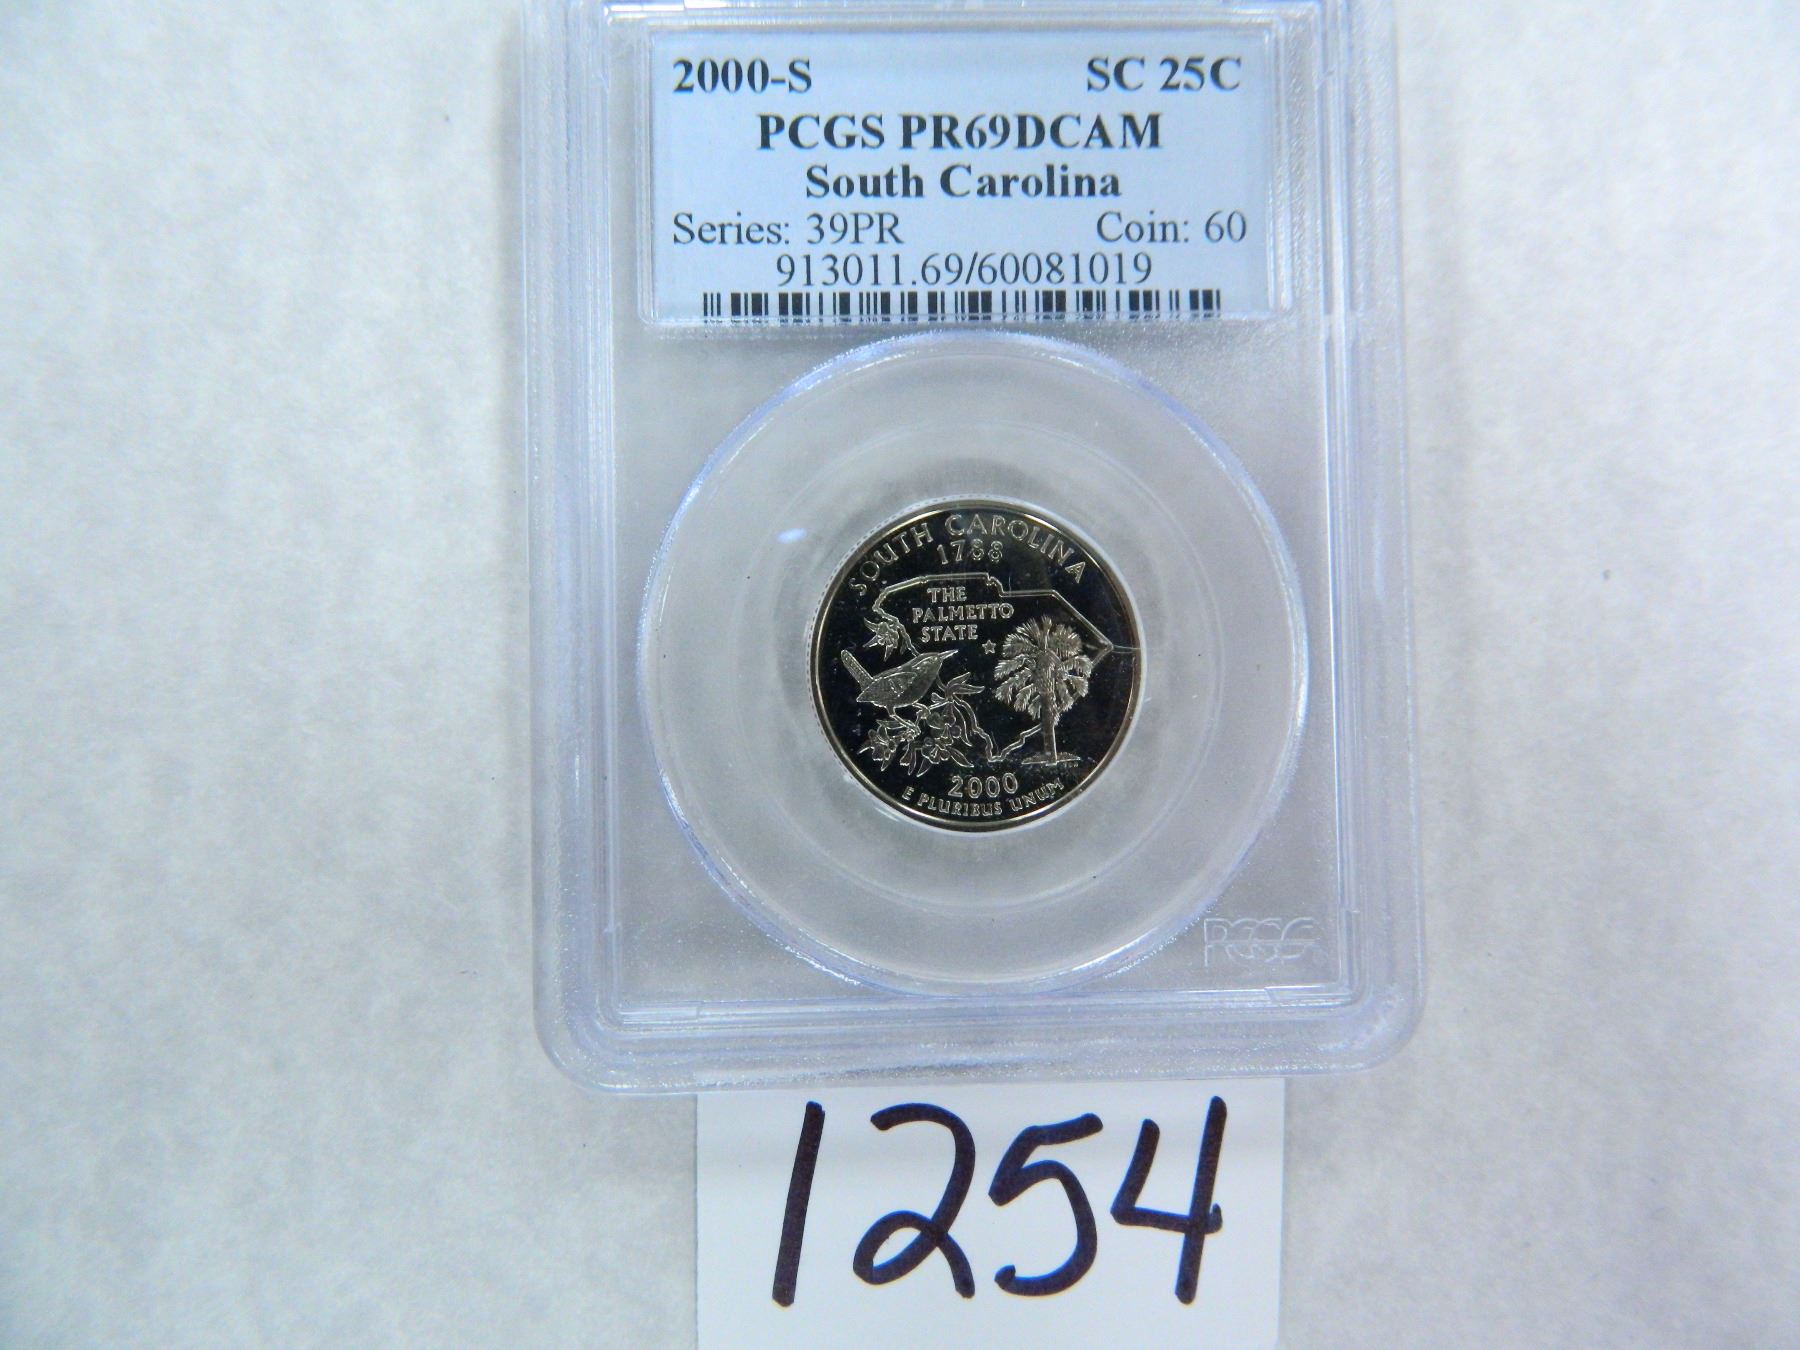 2000-S SC 25C
PCGS PR69DCAM
South Carolina
Series: 39PR Coin: 60
913011.69/60081019
SOUTH CAROLINA
1788
THE
PALMETTO
STATE
2000
E PLURIBUS UNUM
PCGS
1254